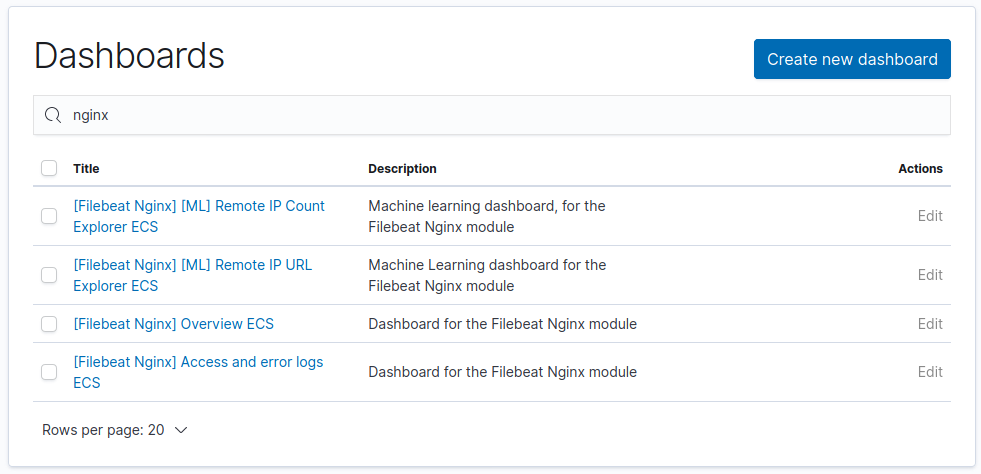 Dashboards
Create new dashboard
nginx
Title Description Actions
[Filebeat Nginx] [ML] Remote IP Count
Explorer ECS
Machine learning dashboard, for the
Filebeat Nginx module
Edit
[Filebeat Nginx] [ML] Remote IP URL
Explorer ECS
Machine Learning dashboard for the
Filebeat Nginx module
Edit
[Filebeat Nginx] Overview ECS
Dashboard for the Filebeat Nginx module
Edit
[Filebeat Nginx] Access and error logs
ECS
Dashboard for the Filebeat Nginx module
Edit
Rows per page: 20